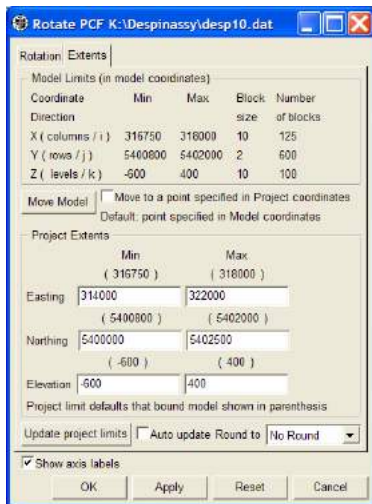 Rotate PCF K:\Despinassy\desp10.dat
Rotation Extents
Model Limits (in model coordinates)
Coordinate Min Max Block Number
Direction size of blocks
X ( columns / i ) 316750 318000 10 125
Y ( rows / j ) 5400800 5402000 2 600
Z ( levels / k ) -600 400 10 100
Move Model Move to a point specified in Project coordinates
Default: point specified in Model coordinates
Project Extents
Min Max
( 316750 ) ( 318000 )
Easting 314000 322000
( 5400800 ) ( 5402000 )
Northing 5400000 5402500
( -600 ) ( 400 )
Elevation -600 400
Project limit defaults that bound model shown in parenthesis
Update project limits Auto update Round to No Round
Show axis labels
OK Apply Reset Cancel